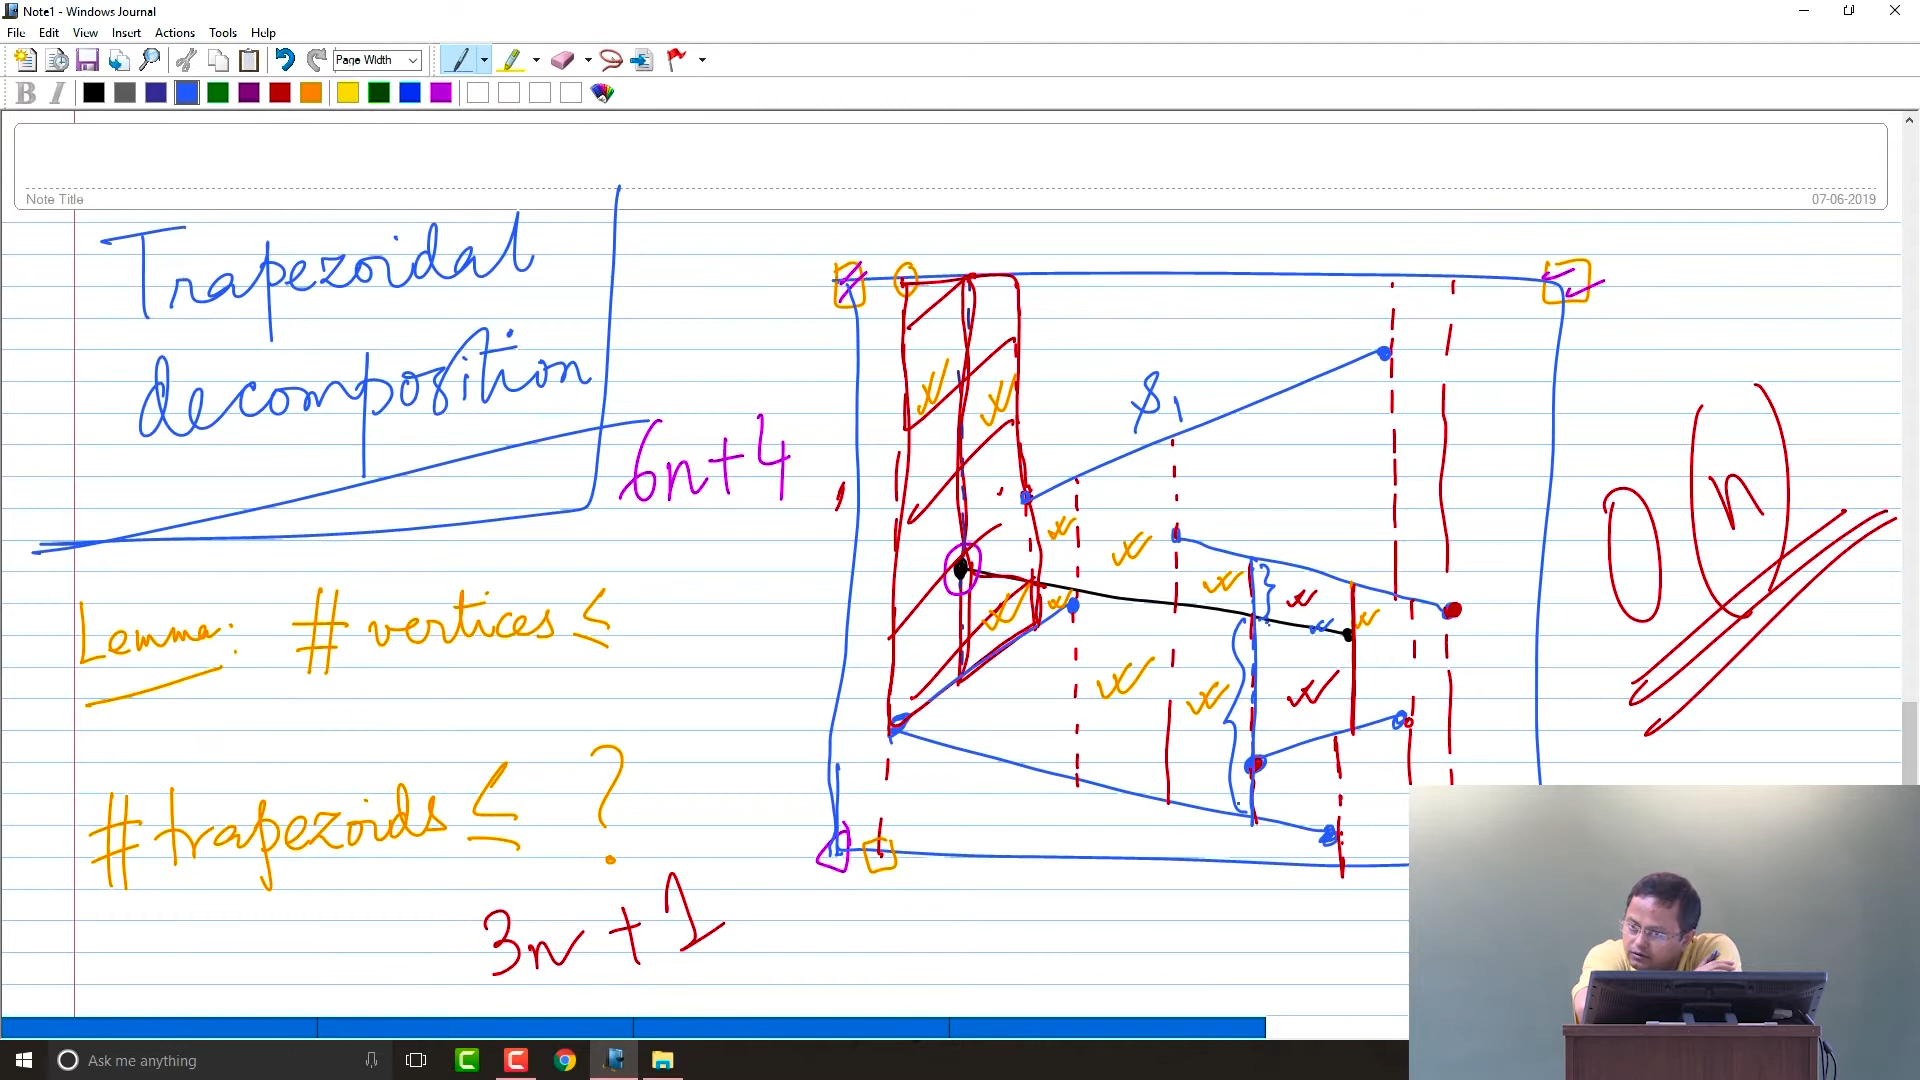 Note1 - Windows Journal
File Edit View Insert Actions Tools Help
Page Width
B I
Note Title
07-06-2019
Trapezoidal
decomposition
6n+4
S1
O(n)
Lemma: # vertices ≤
# trapezoids ≤ ?
3n+1
Ask me anything